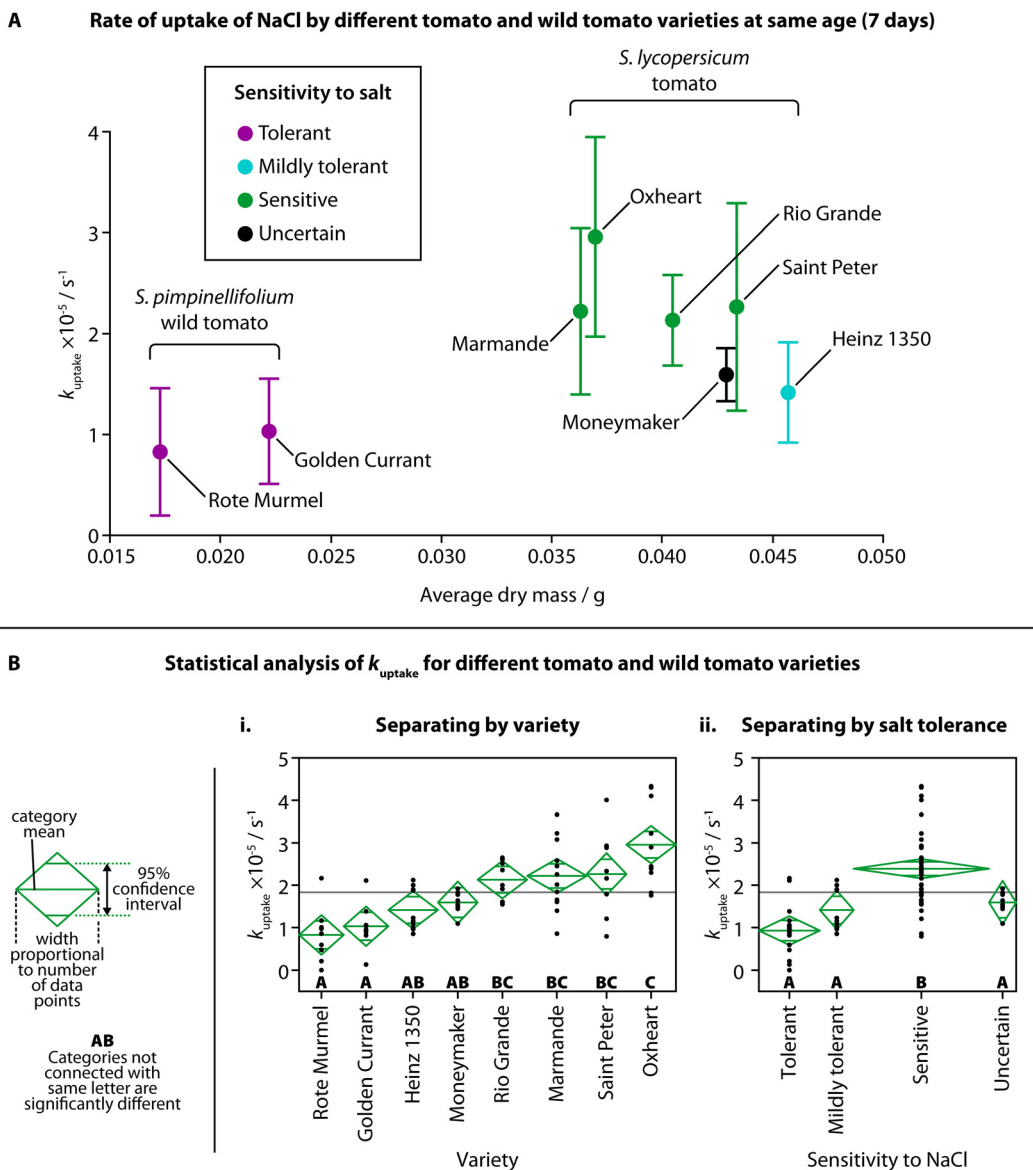 A Rate of uptake of NaCl by different tomato and wild tomato varieties at same age (7 days)
S. lycopersicum
tomato
Sensitivity to salt
Tolerant
Mildly tolerant
Sensitive
Uncertain
4
3
2
1
0
k uptake ×10-5 / s-1
Oxheart
Rio Grande
Saint Peter
S. pimpinellifolium
wild tomato
Marmande
Heinz 1350
Moneymaker
Golden Currant
Rote Murmel
0.015 0.020 0.025 0.030 0.035 0.040 0.045 0.050
Average dry mass / g
B Statistical analysis of k uptake for different tomato and wild tomato varieties
category
mean
95%
confidence
interval
width
proportional
to number
of data
points
AB
Categories not
connected with
same letter are
significantly different
i. Separating by variety
5
4
3
2
1
0
k uptake ×10-5 / s-1
A A AB AB BC BC BC C
Rote Murmel
Golden Currant
Heinz 1350
Moneymaker
Rio Grande
Marmande
Saint Peter
Oxheart
Variety
ii. Separating by salt tolerance
5
4
3
2
1
0
k uptake ×10-5 / s-1
A A B A
Tolerant
Mildly tolerant
Sensitive
Uncertain
Sensitivity to NaCl